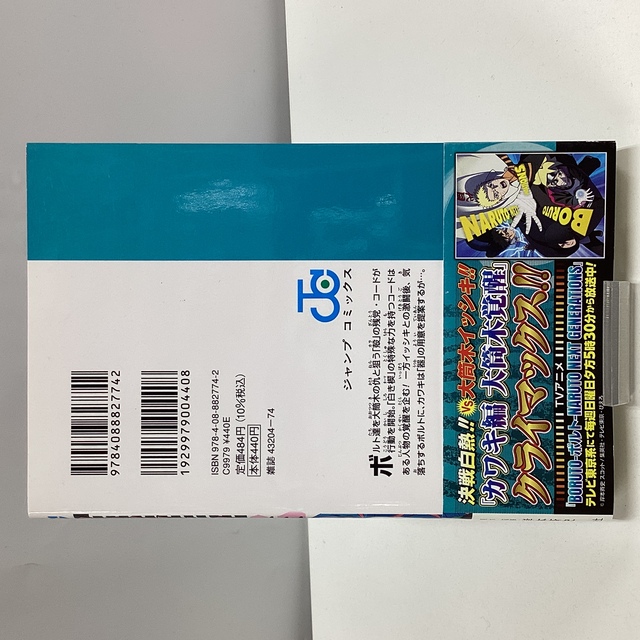 ジャンプ コミックス
ボルト達を大筒木の仇と狙う「殻」の残党・コードが
行動を開始。「白き楔」の特殊な力を持つコードは
ある人物の覚醒を企む! 一方イッシキとの激闘後、気
落ちするボルトに、カワキは「器」の用意を提案するが…。
9784088827742
1929979004408
ISBN978-4-08-882774-2
C9979 ¥440E
定価484円(10%税込)
本体440円
雑誌 43204-74
NARUTO
BORUTO
決戦白熱!! VS大筒木イッシキ!!
「カワキ編 大筒木覚醒」
クライマックス!!
TVアニメ
「BORUTO-ボルト- NARUTO NEXT GENERATIONS」
テレビ東京系にて毎週日曜日夕方5時30分から放送中!